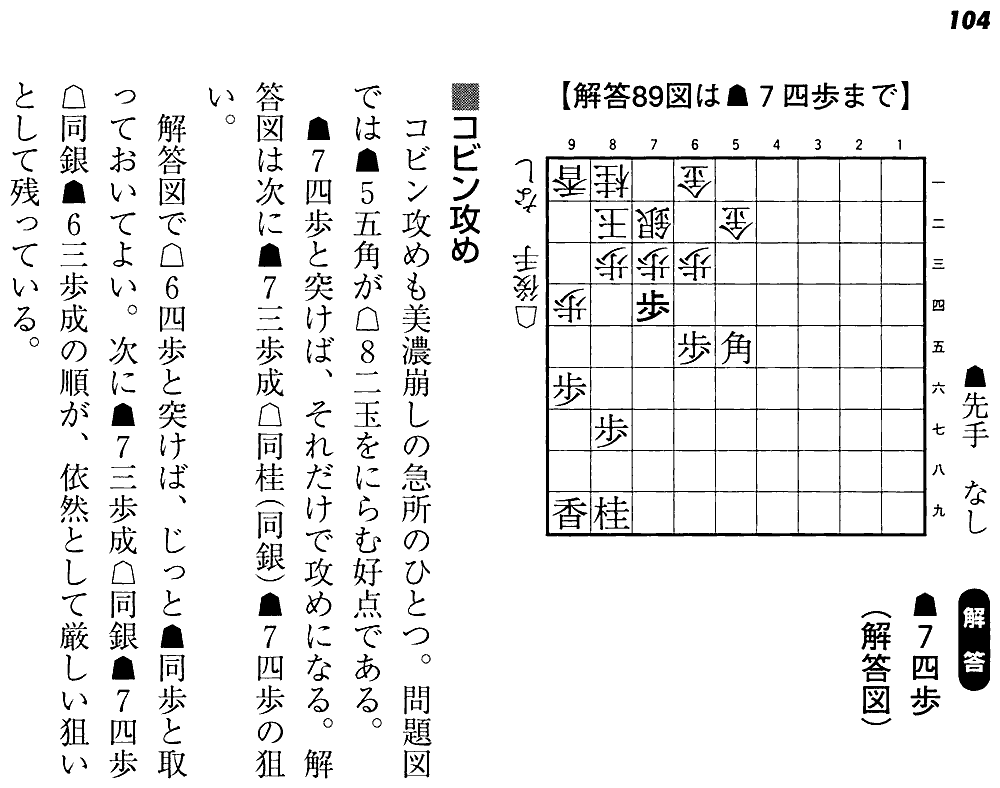 104
解答
☗7四歩
（解答図）
【解答89図は☗7四歩まで】
9 8 7 6 5 4 3 2 1
香 桂 金 一
王 銀 金 二
歩 歩 歩 三
歩 歩 四
歩 角 五
歩 六
歩 七
八
香 桂 九
☗先手 なし
☖後手 なし
■コビン攻め
コビン攻めも美濃崩しの急所のひとつ。問題図
では☗5五角が☖8二玉をにらむ好点である。
☗7四歩と突けば、それだけで攻めになる。解
答図は次に☗7三歩成☖同桂（同銀）☗7四歩の狙
い。
解答図で☖6四歩と突けば、じっと☗同歩と取
っておいてよい。次に☗7三歩成☖同銀☗7四歩
☖同銀☗6三歩成の順が、依然として厳しい狙い
として残っている。